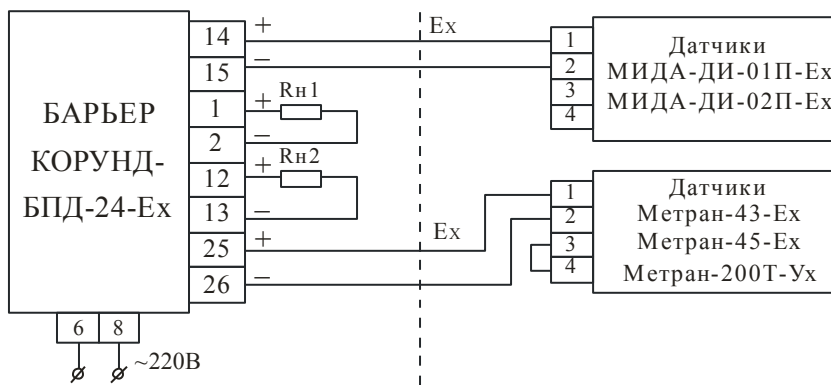 БАРЬЕР
КОРУНД-
БПД-24-Ex
14
15
1
2
12
13
25
26
6
8
~220В
+
−
+
Rн1
−
+
Rн2
−
+
−
Ex
Ex
1
2
3
4
Датчики
МИДА-ДИ-01П-Ex
МИДА-ДИ-02П-Ex
1
2
3
4
Датчики
Метран-43-Ex
Метран-45-Ex
Метран-200Т-Ух